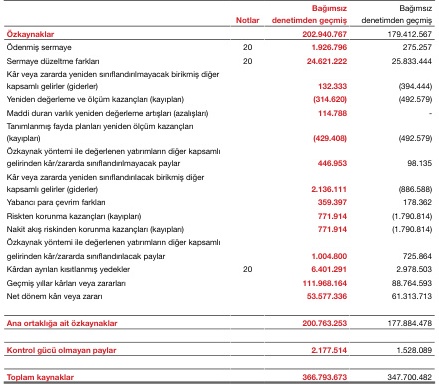 Bağımsız Bağımsız
Notlar denetimden geçmiş denetimden geçmiş
Özkaynaklar 202.940.767 179.412.567
Ödenmiş sermaye 20 1.926.796 275.257
Sermaye düzeltme farkları 20 24.621.222 25.833.444
Kâr veya zararda yeniden sınıflandırılmayacak birikmiş diğer
kapsamlı gelirler (giderler) 132.333 (394.444)
Yeniden değerleme ve ölçüm kazançları (kayıpları) (314.620) (492.579)
Maddi duran varlık yeniden değerleme artışları (azalışları) 114.788 -
Tanımlanmış fayda planları yeniden ölçüm kazançları
(kayıpları) (429.408) (492.579)
Özkaynak yöntemi ile değerlenen yatırımların diğer kapsamlı
gelirinden kâr/zararda sınıflandırılmayacak paylar 446.953 98.135
Kâr veya zararda yeniden sınıflandırılacak birikmiş diğer
kapsamlı gelirler (giderler) 2.136.111 (886.588)
Yabancı para çevrim farkları 359.397 178.362
Riskten korunma kazançları (kayıpları) 771.914 (1.790.814)
Nakit akış riskinden korunma kazançları (kayıpları) 771.914 (1.790.814)
Özkaynak yöntemi ile değerlenen yatırımların diğer kapsamlı
gelirinden kâr/zararda sınıflandırılacak paylar 1.004.800 725.864
Kârdan ayrılan kısıtlanmış yedekler 20 6.401.291 2.978.503
Geçmiş yıllar kârları veya zararları 111.968.164 88.764.593
Net dönem kârı veya zararı 53.577.336 61.313.713
Ana ortaklığa ait özkaynaklar 200.763.253 177.884.478
Kontrol gücü olmayan paylar 2.177.514 1.528.089
Toplam kaynaklar 366.793.673 347.700.482